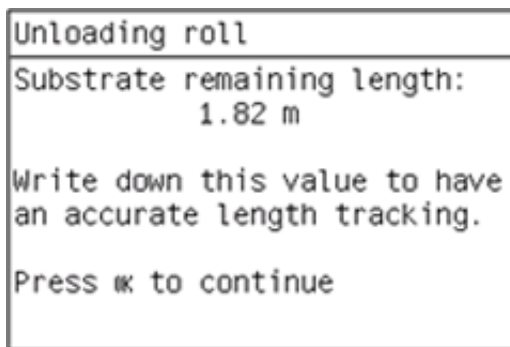 Unloading roll
Substrate remaining length:
1.82 m
Write down this value to have
an accurate length tracking.
Press OK to continue